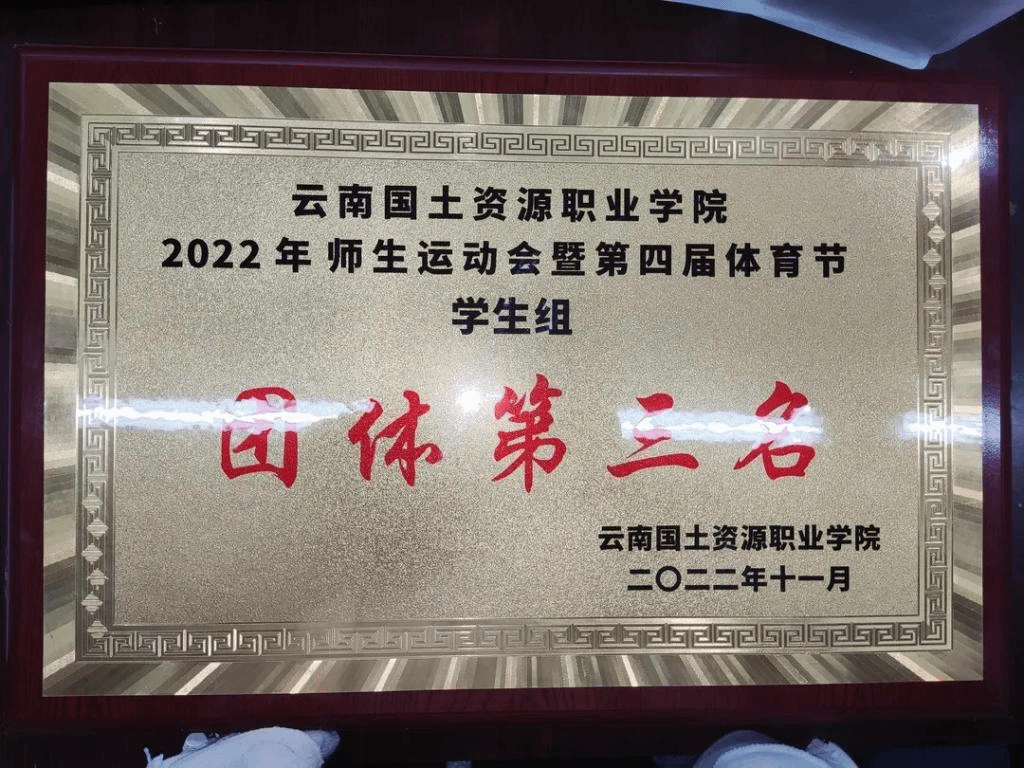 云南国土资源职业学院
2022年 师生运动会暨第四届体育节
学生组
团体第三名
云南国土资源职业学院
二〇二二年十一月